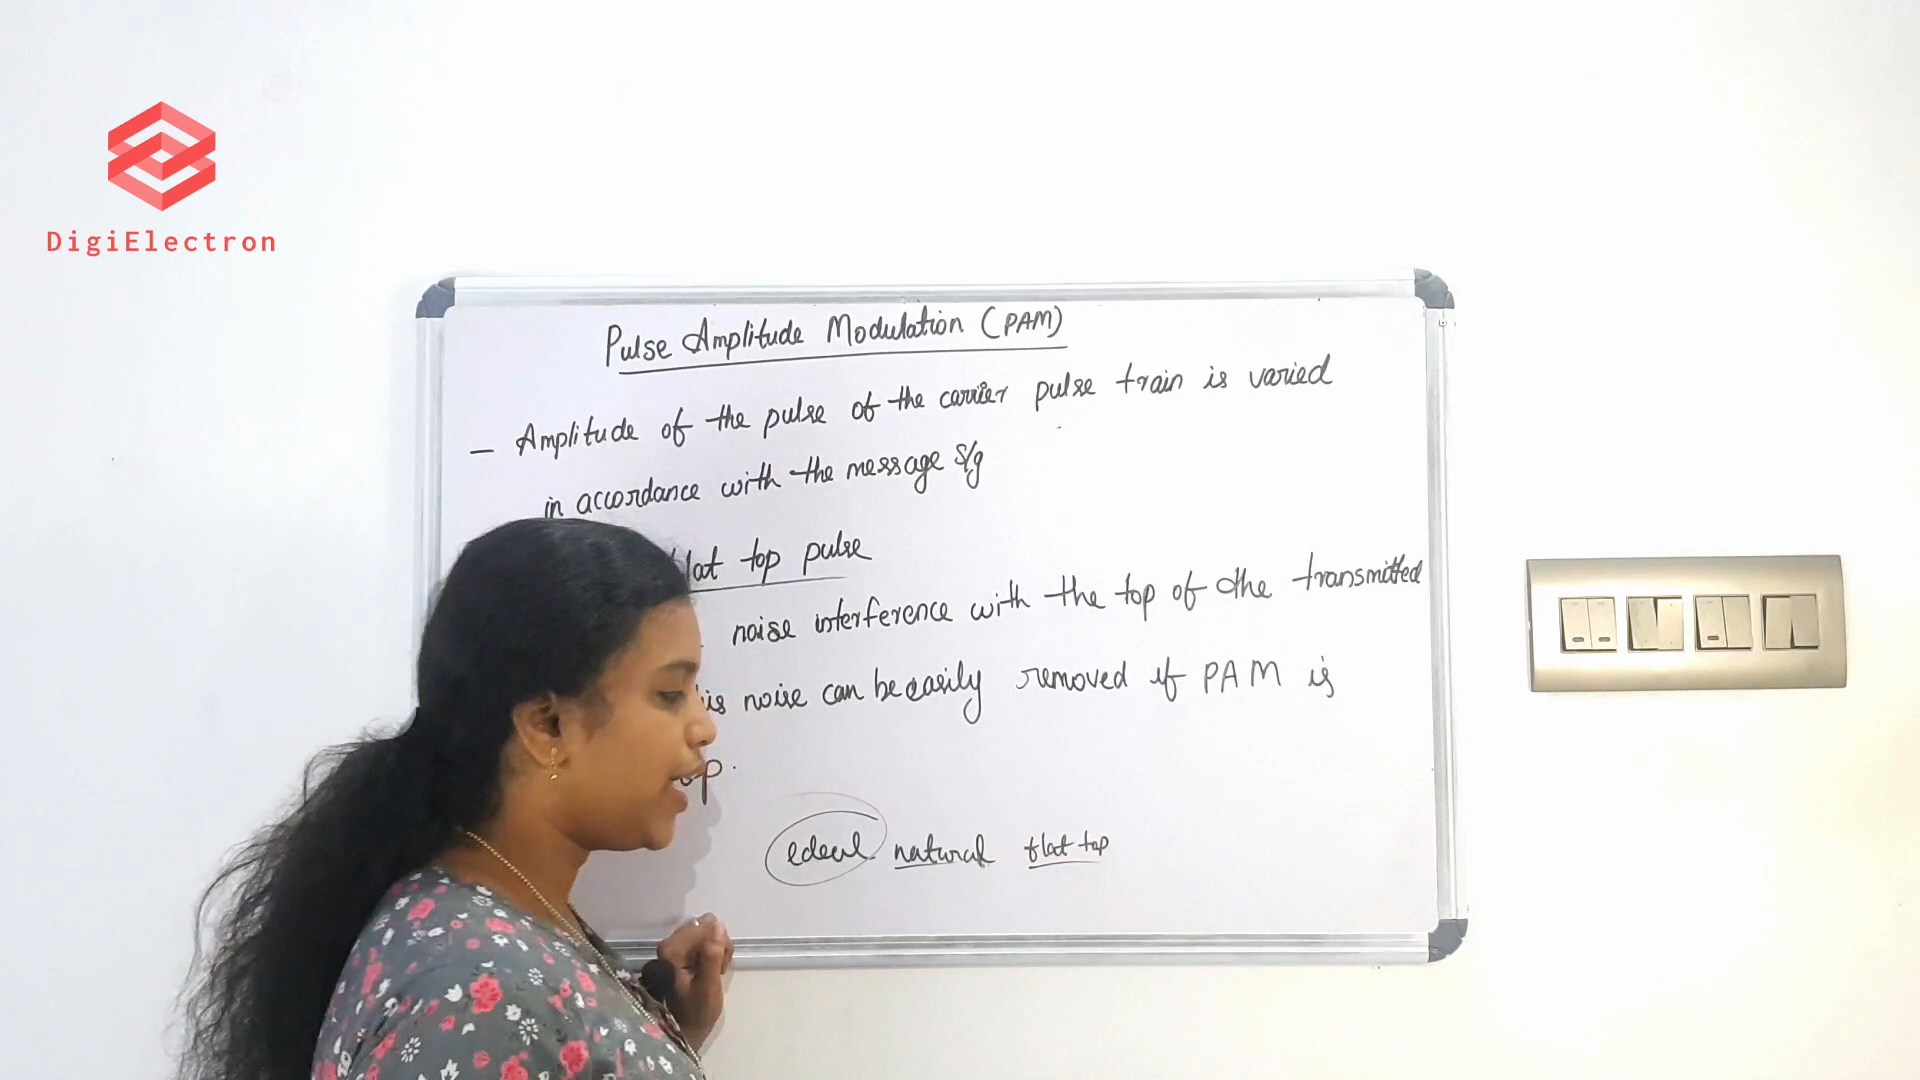 DigiElectron
Pulse Amplitude Modulation (PAM)
— Amplitude of the pulse of the carrier pulse train is varied
in accordance with the message s/g
top pulse
noise interference with the top of the transmitted
noise can be easily removed if PAM is
ideal natural flat top